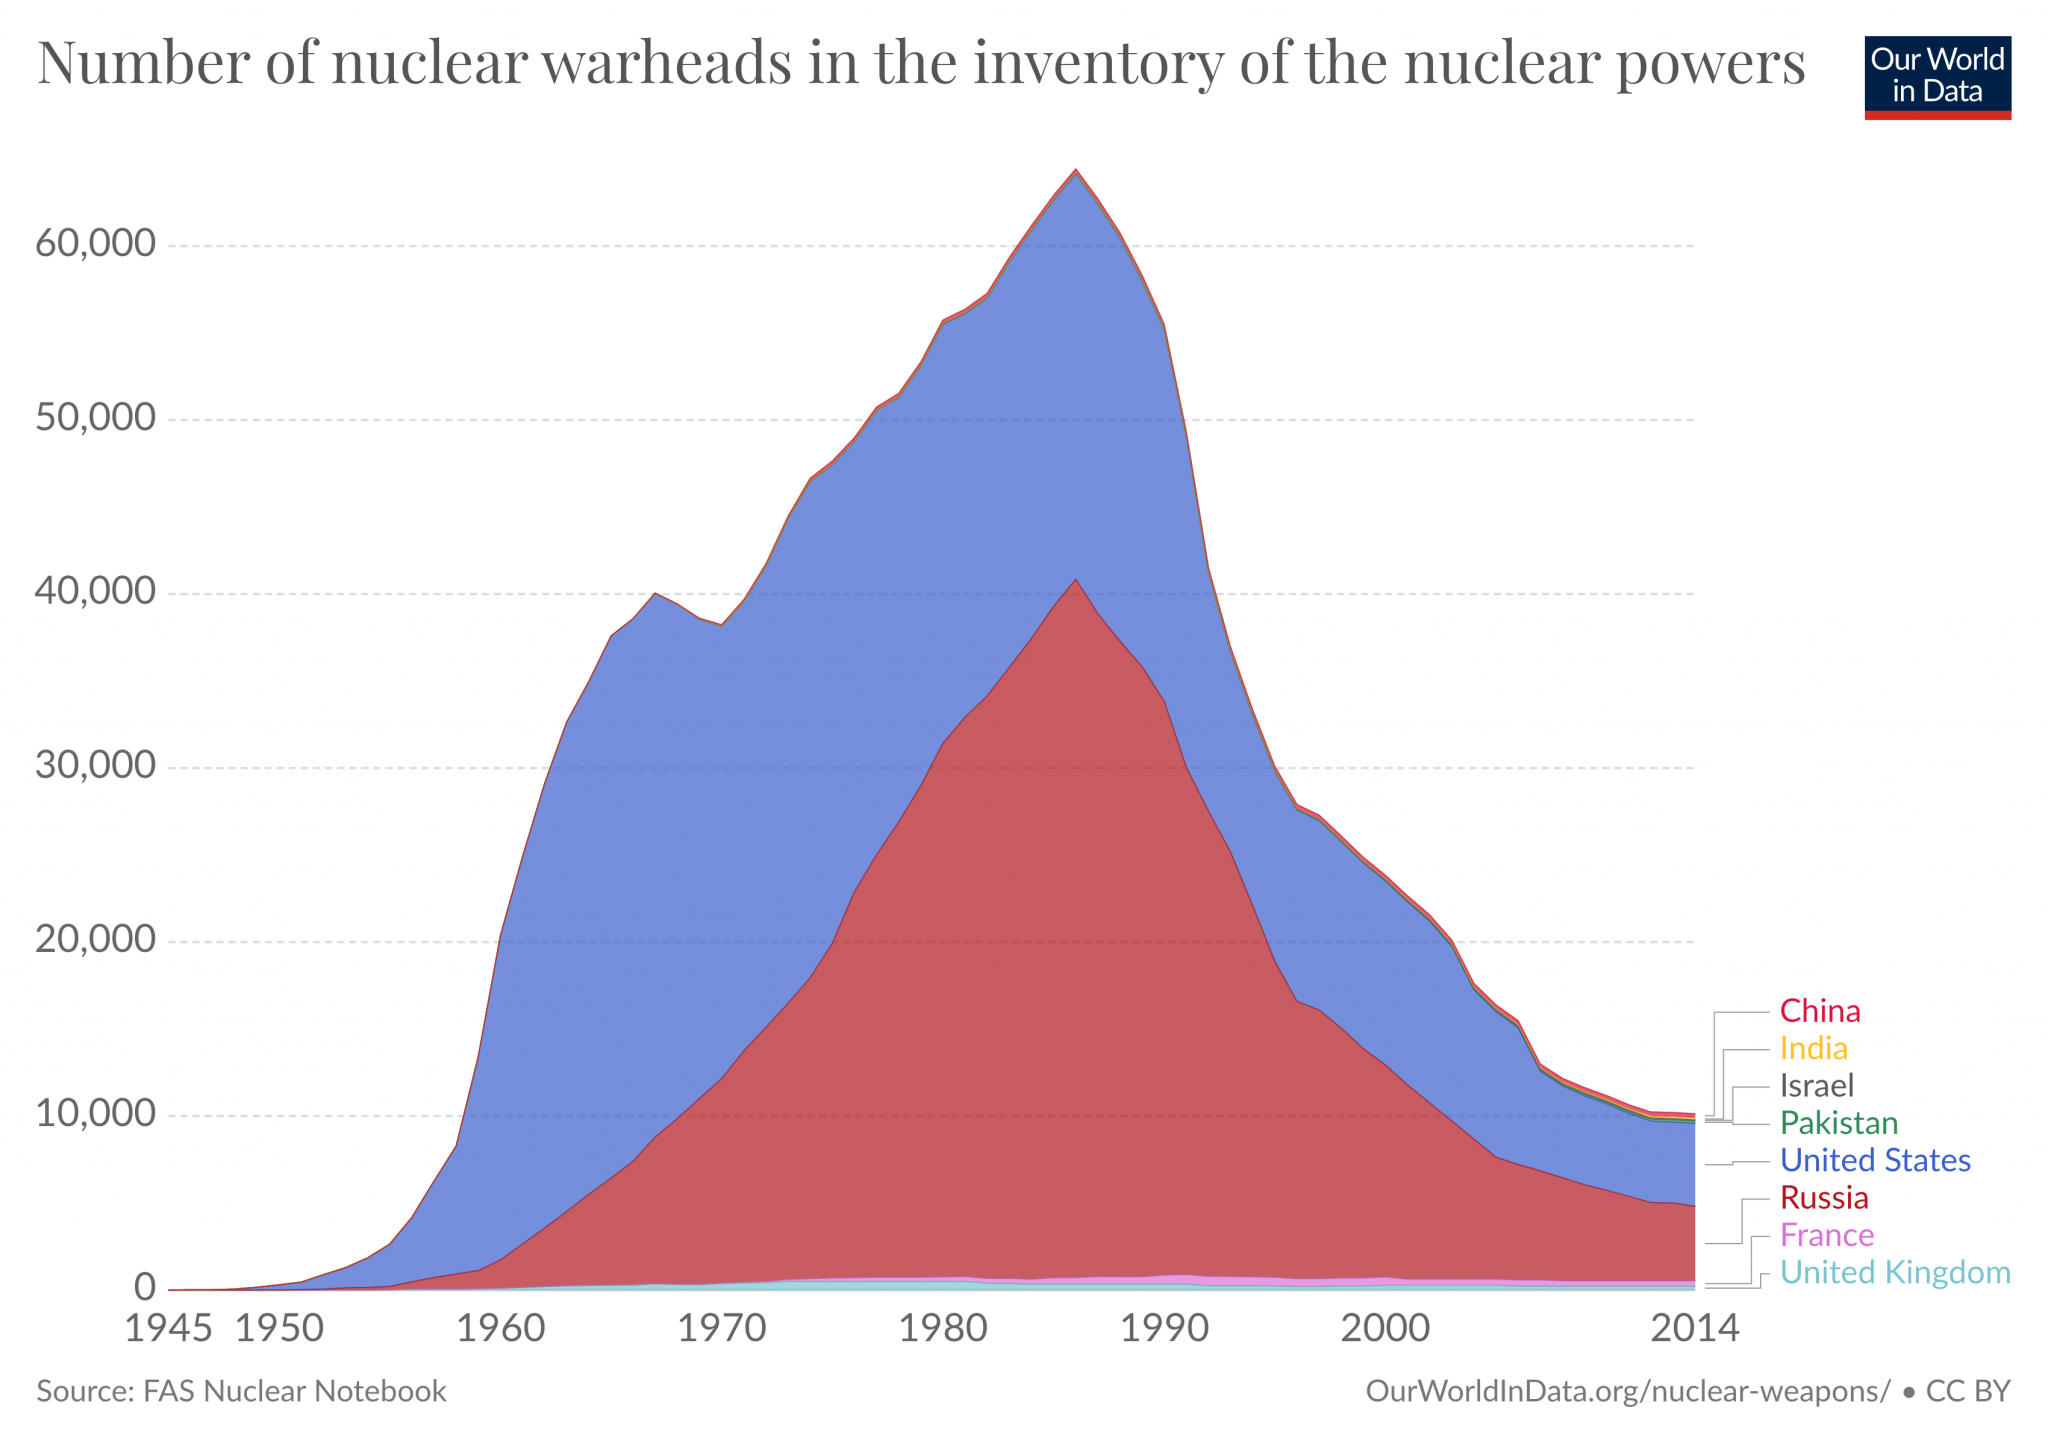 Number of nuclear warheads in the inventory of the nuclear powers
Our World
in Data
60,000
50,000
40,000
30,000
20,000
10,000
0
1945 1950 1960 1970 1980 1990 2000 2014
China
India
Israel
Pakistan
United States
Russia
France
United Kingdom
Source: FAS Nuclear Notebook
OurWorldInData.org/nuclear-weapons/ • CC BY